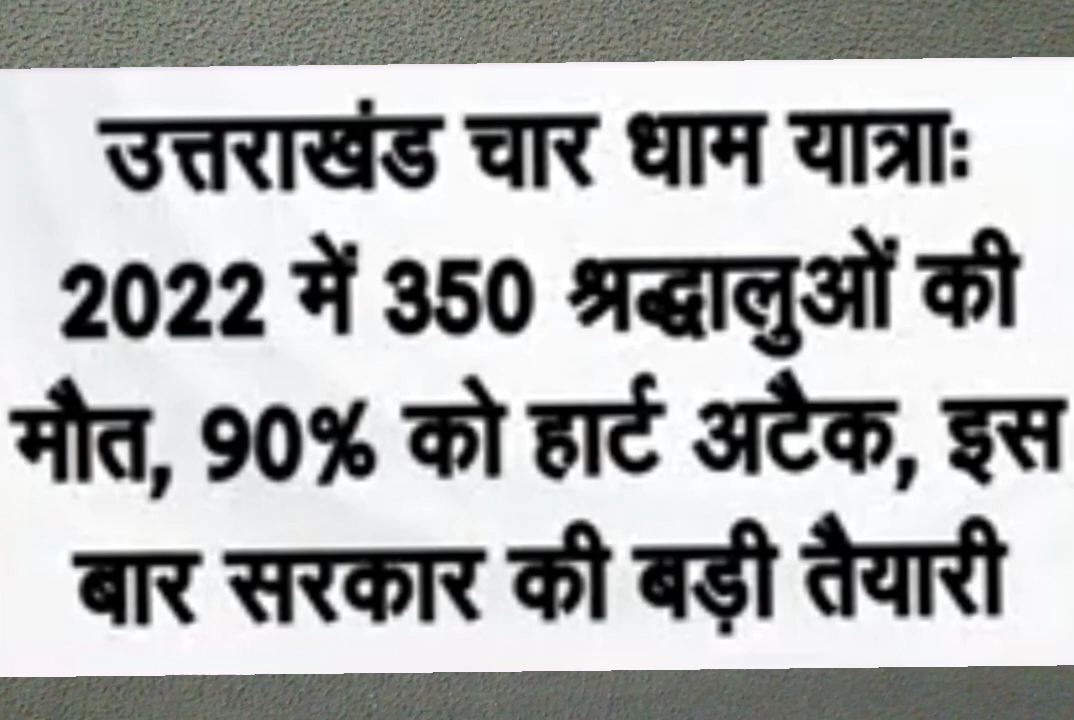 उत्तराखंड चार धाम यात्राः
2022 में 350 श्रद्धालुओं की
मौत, 90% को हार्ट अटैक, इस
बार सरकार की बड़ी तैयारी